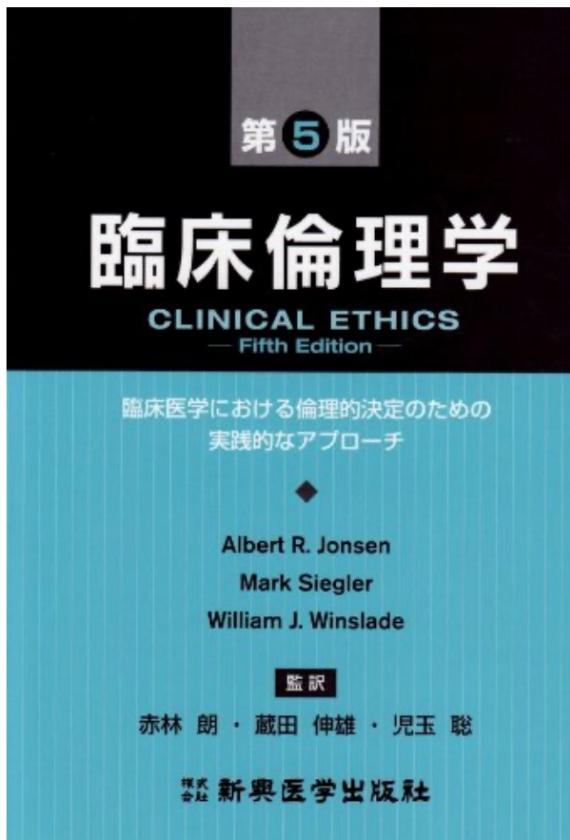 第5版
臨床倫理学
CLINICAL ETHICS
Fifth Edition
臨床医学における倫理的決定のための
実践的なアプローチ
Albert R. Jonsen
Mark Siegler
William J. Winslade
監訳
赤林 朗・蔵田 伸雄・児玉 聡
株式会社 新興医学出版社